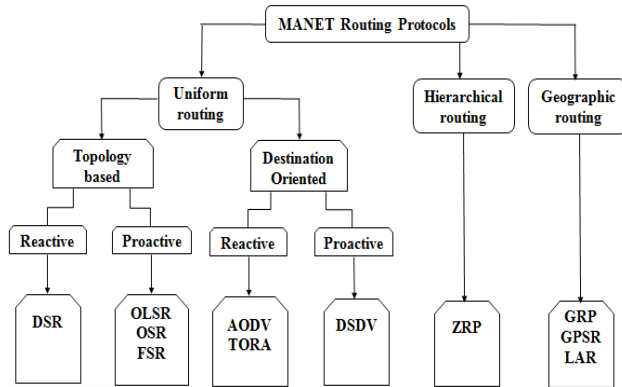 MANET Routing Protocols
Uniform
routing
Hierarchical
routing
Geographic
routing
Topology
based
Destination
Oriented
Reactive
Proactive
Reactive
Proactive
DSR
OLSR
OSR
FSR
AODV
TORA
DSDV
ZRP
GRP
GPSR
LAR